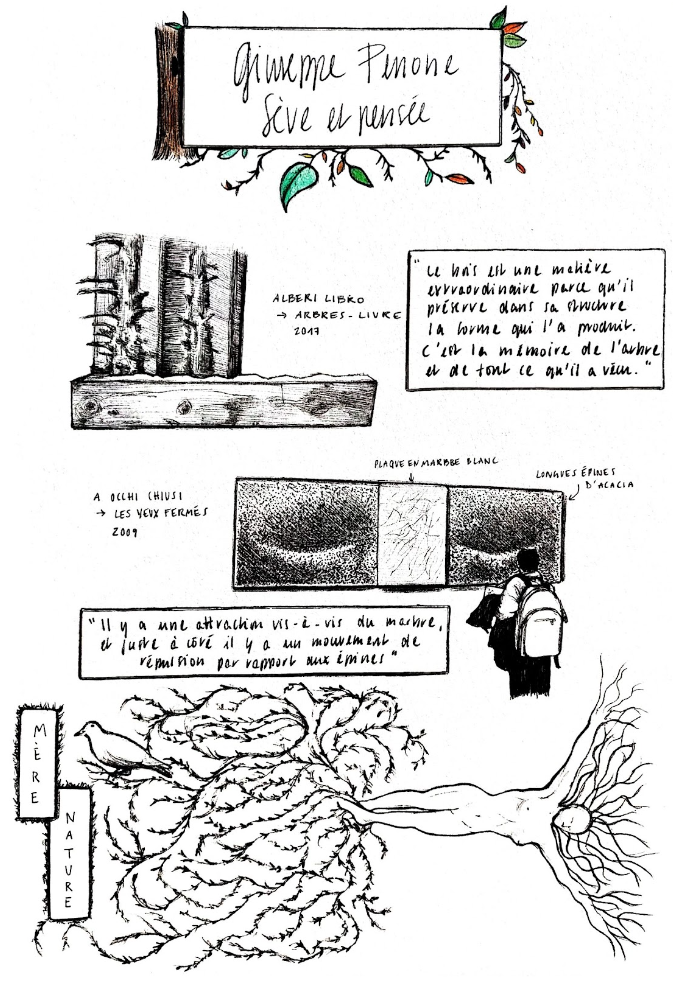 Giuseppe Penone
Sève et pensée
ALBERI LIBRO
→ ARBRES-LIVRE
2017
"Le bois est une matière
extraordinaire parce qu'il
préserve dans sa structure
la forme qui l'a produit.
C'est la mémoire de l'arbre
et de tout ce qu'il a vécu."
PLAQUE EN MARBBE BLANC
LONGUES ÉPINES
D'ACACIA
A OCCHI CHIUSI
→ LES YEUX FERMÉS
2009
"Il y a une attraction vis-à-vis du marbre,
et juste à côté il y a un mouvement de
répulsion par rapport aux épines"
MÈRE
NATURE